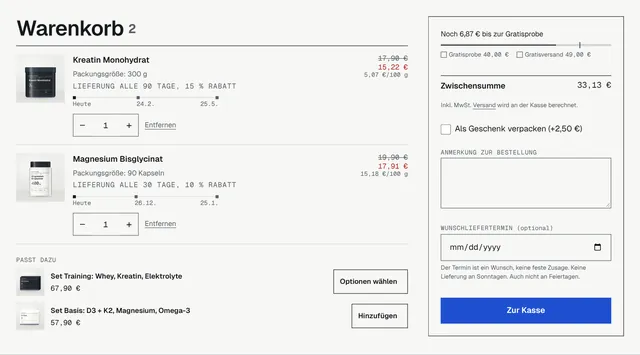 Warenkorb 2
Kreatin Monohydrat
17,90 €
15,22 €
5,07 €/100 g
Packungsgröße: 300 g
LIEFERUNG ALLE 90 TAGE, 15 % RABATT
Heute 24.2. 25.5.
− 1 + Entfernen
Magnesium Bisglycinat
19,90 €
17,91 €
15,18 €/100 g
Packungsgröße: 90 Kapseln
LIEFERUNG ALLE 30 TAGE, 10 % RABATT
Heute 26.12. 25.1.
− 1 + Entfernen
PASST DAZU
Set Training: Whey, Kreatin, Elektrolyte
67,90 €
Optionen wählen
Set Basis: D3 + K2, Magnesium, Omega-3
57,90 €
Hinzufügen
Noch 6,87 € bis zur Gratisprobe
Gratisprobe 40,00 € Gratisversand 49,00 €
Zwischensumme 33,13 €
Inkl. MwSt. Versand wird an der Kasse berechnet.
Als Geschenk verpacken (+2,50 €)
ANMERKUNG ZUR BESTELLUNG
WUNSCHLIEFERTERMIN (optional)
mm/dd/yyyy
Der Termin ist ein Wunsch, keine feste Zusage. Keine
Lieferung an Sonntagen. Auch nicht an Feiertagen.
Zur Kasse